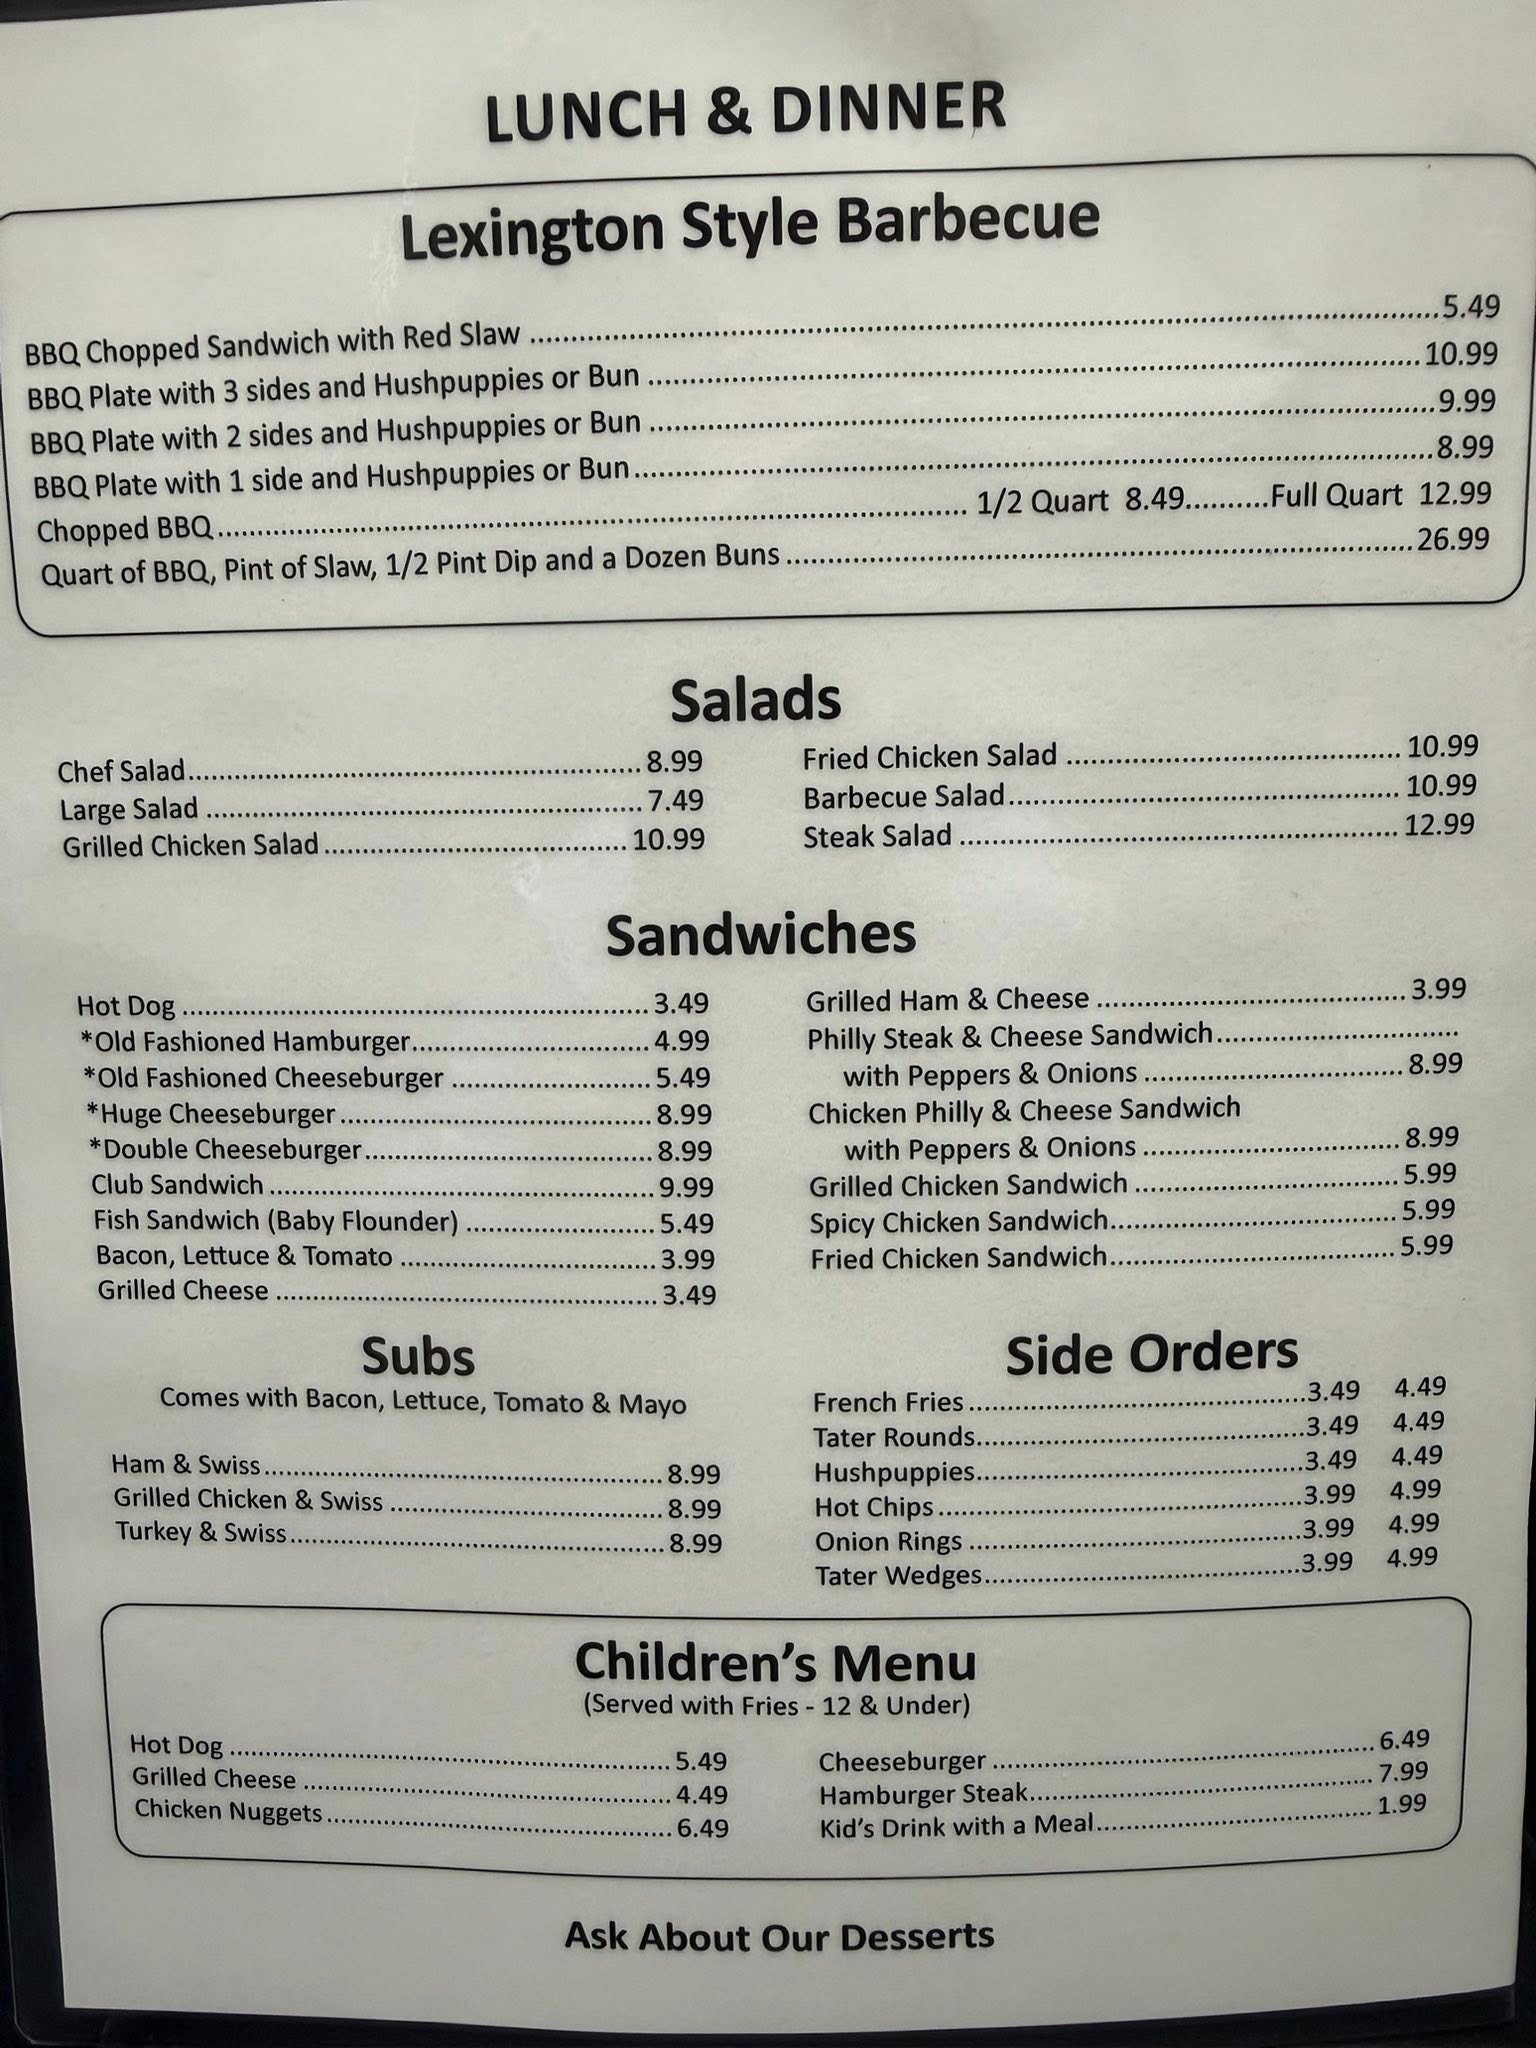 LUNCH & DINNER
Lexington Style Barbecue
BBQ Chopped Sandwich with Red Slaw ........ 5.49
BBQ Plate with 3 sides and Hushpuppies or Bun ........ 10.99
BBQ Plate with 2 sides and Hushpuppies or Bun ........ 9.99
BBQ Plate with 1 side and Hushpuppies or Bun ........ 8.99
Chopped BBQ ........ 1/2 Quart 8.49..........Full Quart 12.99
Quart of BBQ, Pint of Slaw, 1/2 Pint Dip and a Dozen Buns ........ 26.99
Salads
Chef Salad ........ 8.99
Large Salad ........ 7.49
Grilled Chicken Salad ........ 10.99
Fried Chicken Salad ........ 10.99
Barbecue Salad ........ 10.99
Steak Salad ........ 12.99
Sandwiches
Hot Dog ........ 3.49
*Old Fashioned Hamburger ........ 4.99
*Old Fashioned Cheeseburger ........ 5.49
*Huge Cheeseburger ........ 8.99
*Double Cheeseburger ........ 8.99
Club Sandwich ........ 9.99
Fish Sandwich (Baby Flounder) ........ 5.49
Bacon, Lettuce & Tomato ........ 3.99
Grilled Cheese ........ 3.49
Grilled Ham & Cheese ........ 3.99
Philly Steak & Cheese Sandwich ........
with Peppers & Onions ........ 8.99
Chicken Philly & Cheese Sandwich
with Peppers & Onions ........ 8.99
Grilled Chicken Sandwich ........ 5.99
Spicy Chicken Sandwich ........ 5.99
Fried Chicken Sandwich ........ 5.99
Subs
Comes with Bacon, Lettuce, Tomato & Mayo
Ham & Swiss ........ 8.99
Grilled Chicken & Swiss ........ 8.99
Turkey & Swiss ........ 8.99
Side Orders
French Fries ........ 3.49 4.49
Tater Rounds ........ 3.49 4.49
Hushpuppies ........ 3.49 4.49
Hot Chips ........ 3.99 4.99
Onion Rings ........ 3.99 4.99
Tater Wedges ........ 3.99 4.99
Children's Menu
(Served with Fries - 12 & Under)
Hot Dog ........ 5.49
Grilled Cheese ........ 4.49
Chicken Nuggets ........ 6.49
Cheeseburger ........ 6.49
Hamburger Steak ........ 7.99
Kid's Drink with a Meal ........ 1.99
Ask About Our Desserts